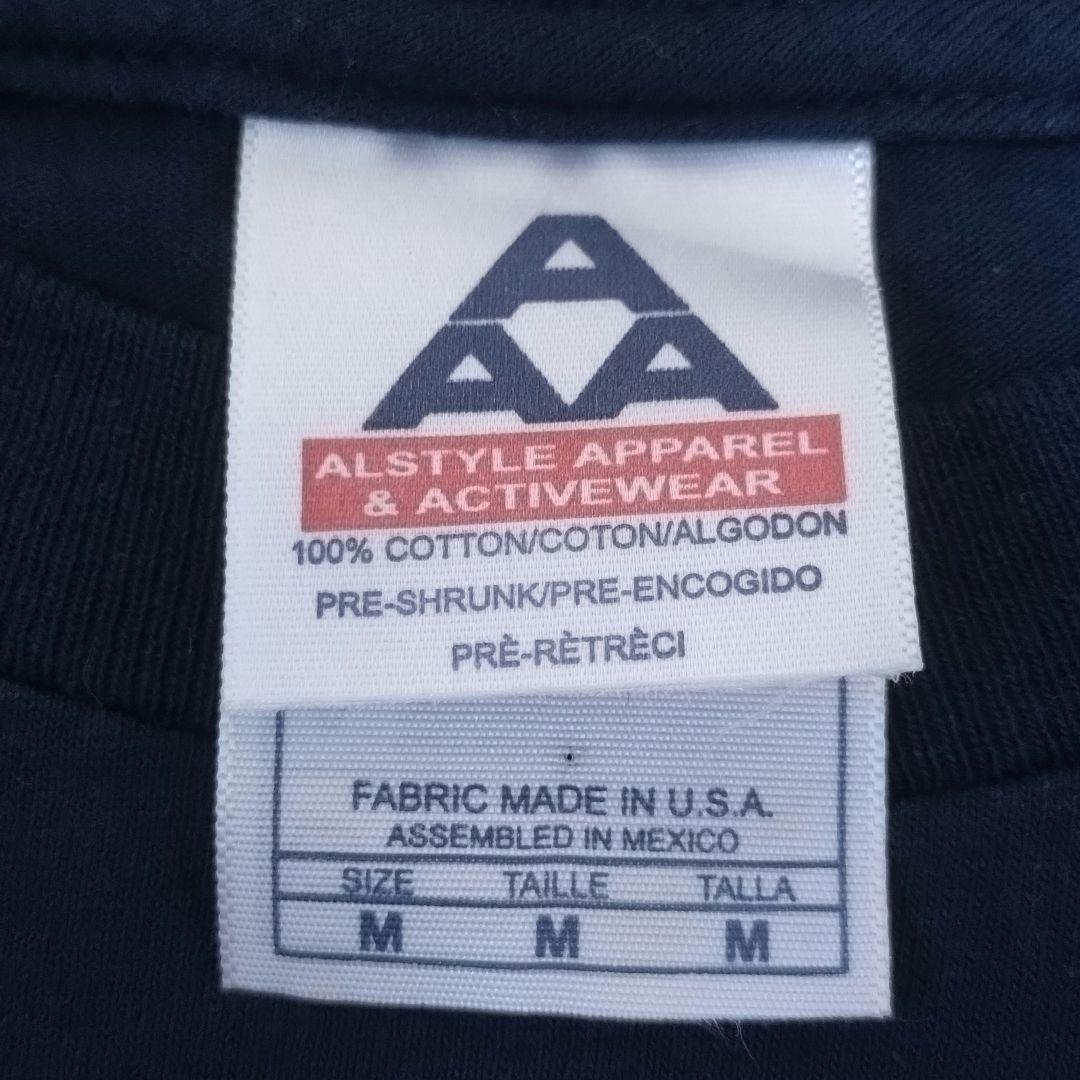 A
A A
ALSTYLE APPAREL
& ACTIVEWEAR
100% COTTON/COTON/ALGODON
PRE-SHRUNK/PRE-ENCOGIDO
PRÈ-RÈTRÈCI
FABRIC MADE IN U.S.A.
ASSEMBLED IN MEXICO
SIZE TAILLE TALLA
M M M